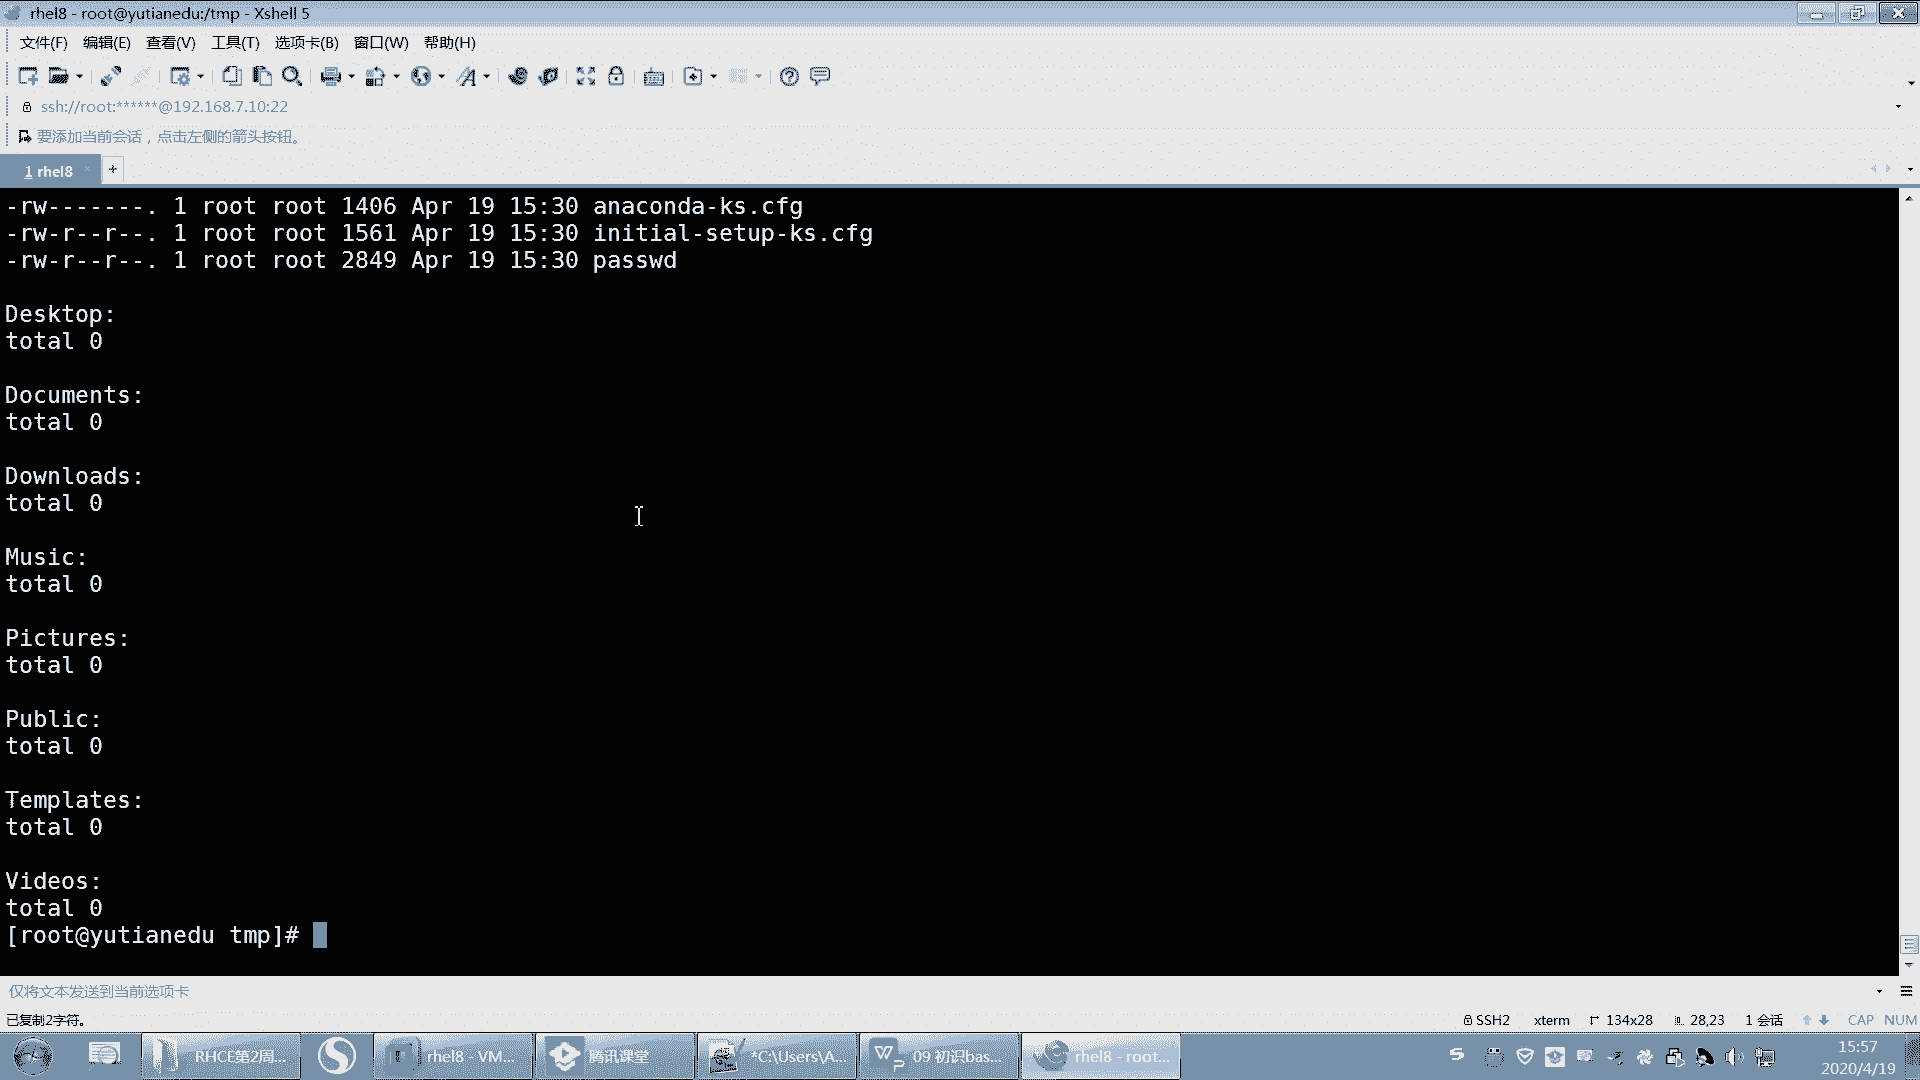 rhel8 - root@yutianedu:/tmp - Xshell 5
文件(F) 编辑(E) 查看(V) 工具(T) 选项卡(B) 窗口(W) 帮助(H)
ssh://root:******@192.168.7.10:22
要添加当前会话，点击左侧的箭头按钮。
1 rhel8
-rw-------. 1 root root 1406 Apr 19 15:30 anaconda-ks.cfg
-rw-r--r--. 1 root root 1561 Apr 19 15:30 initial-setup-ks.cfg
-rw-r--r--. 1 root root 2849 Apr 19 15:30 passwd
Desktop:
total 0
Documents:
total 0
Downloads:
total 0
Music:
total 0
Pictures:
total 0
Public:
total 0
Templates:
total 0
Videos:
total 0
[root@yutianedu tmp]#
仅将文本发送到当前选项卡
已复制2字符。 SSH2 xterm 134x28 28,23 1 会话 CAP NUM
RHCE第2周... rhel8 - VM... 腾讯课堂 *C:\Users\A... 09 初识bas... rhel8 - root... 15:57
2020/4/19